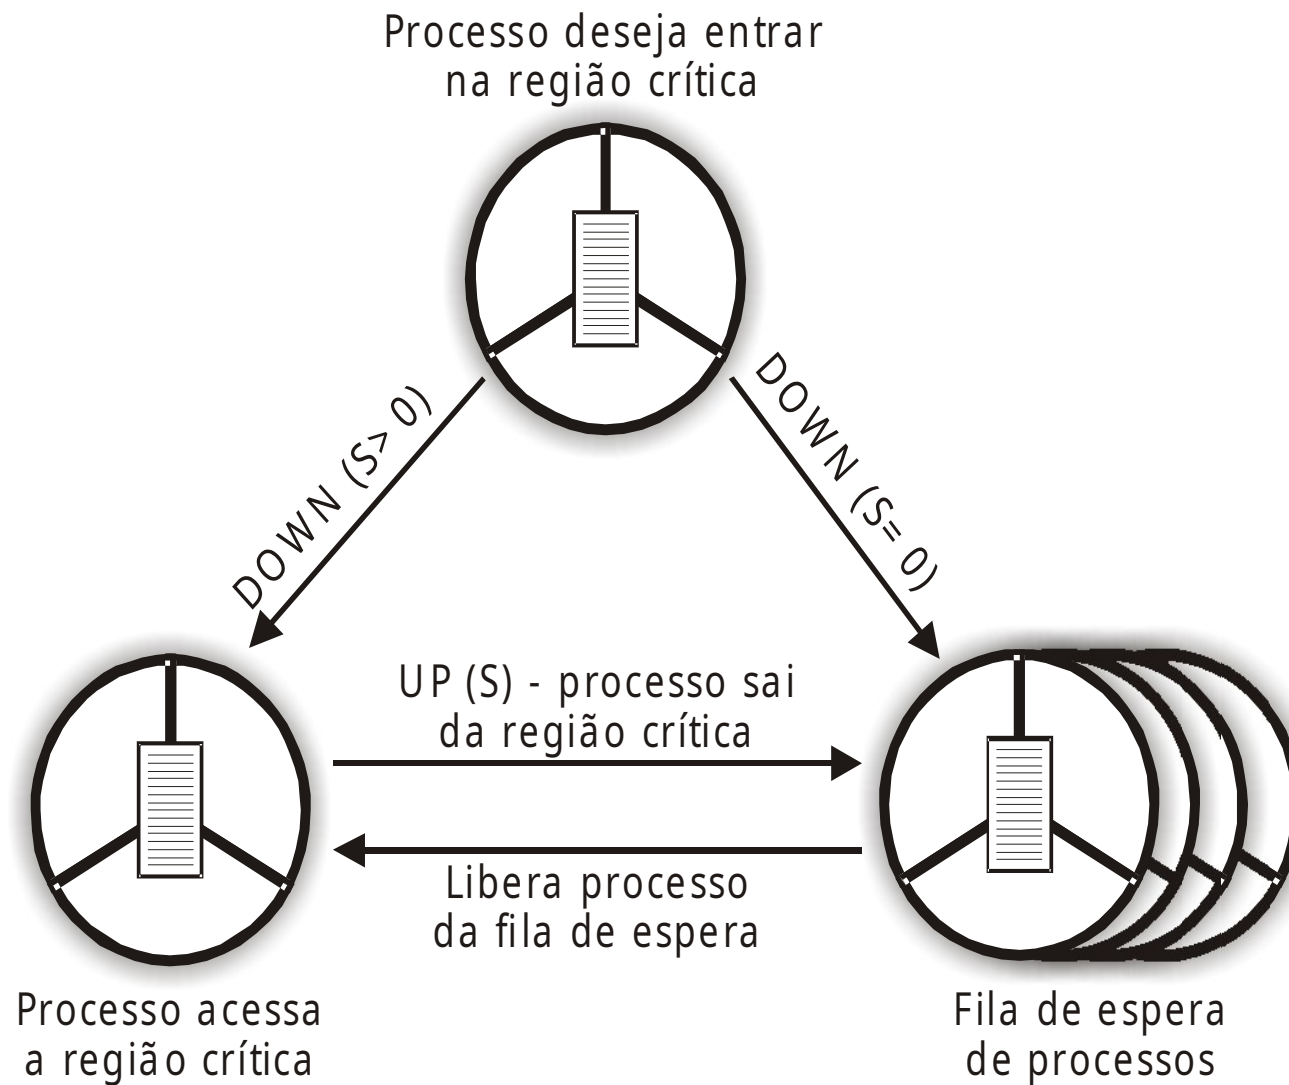 Processo deseja entrar
na região crítica
DOWN (S> 0)
DOWN (S= 0)
UP (S) - processo sai
da região crítica
Libera processo
da fila de espera
Processo acessa
a região crítica
Fila de espera
de processos